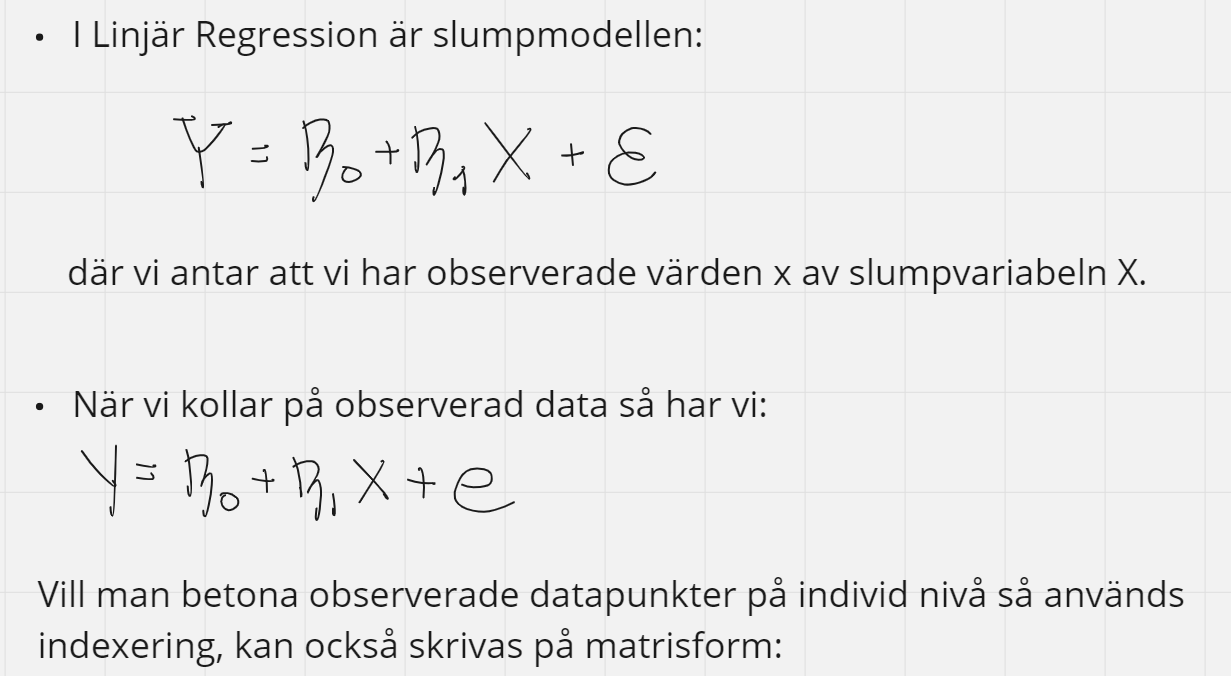 • I Linjär Regression är slumpmodellen:
Y = β₀ + β₁ X + ε
där vi antar att vi har observerade värden x av slumpvariabeln X.
• När vi kollar på observerad data så har vi:
y = β₀ + β₁ x + e
Vill man betona observerade datapunkter på individ nivå så används
indexering, kan också skrivas på matrisform: